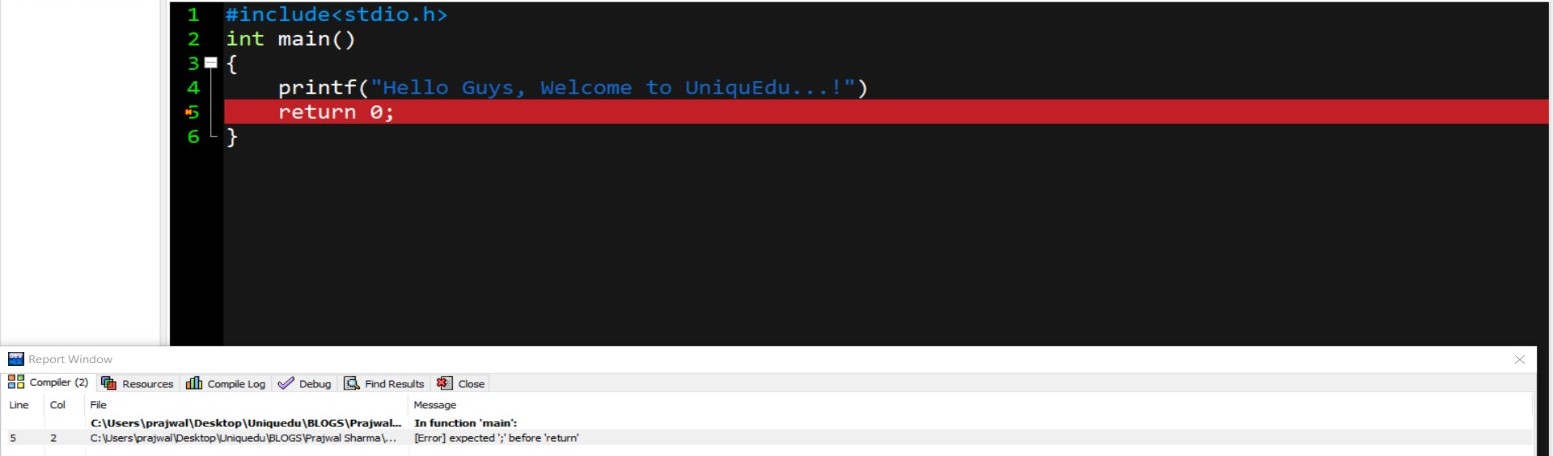 1 #include<stdio.h>
2 int main()
3 {
4 printf("Hello Guys, Welcome to UniquEdu...!")
5 return 0;
6 }
Report Window
Compiler (2) Resources Compile Log Debug Find Results Close
Line Col File Message
C:\Users\prajwal\Desktop\Uniquedu\BLOGS\Prajwal... In function 'main':
5 2 C:\Users\prajwal\Desktop\Uniquedu\BLOGS\Prajwal Sharma\,... [Error] expected ';' before 'return'